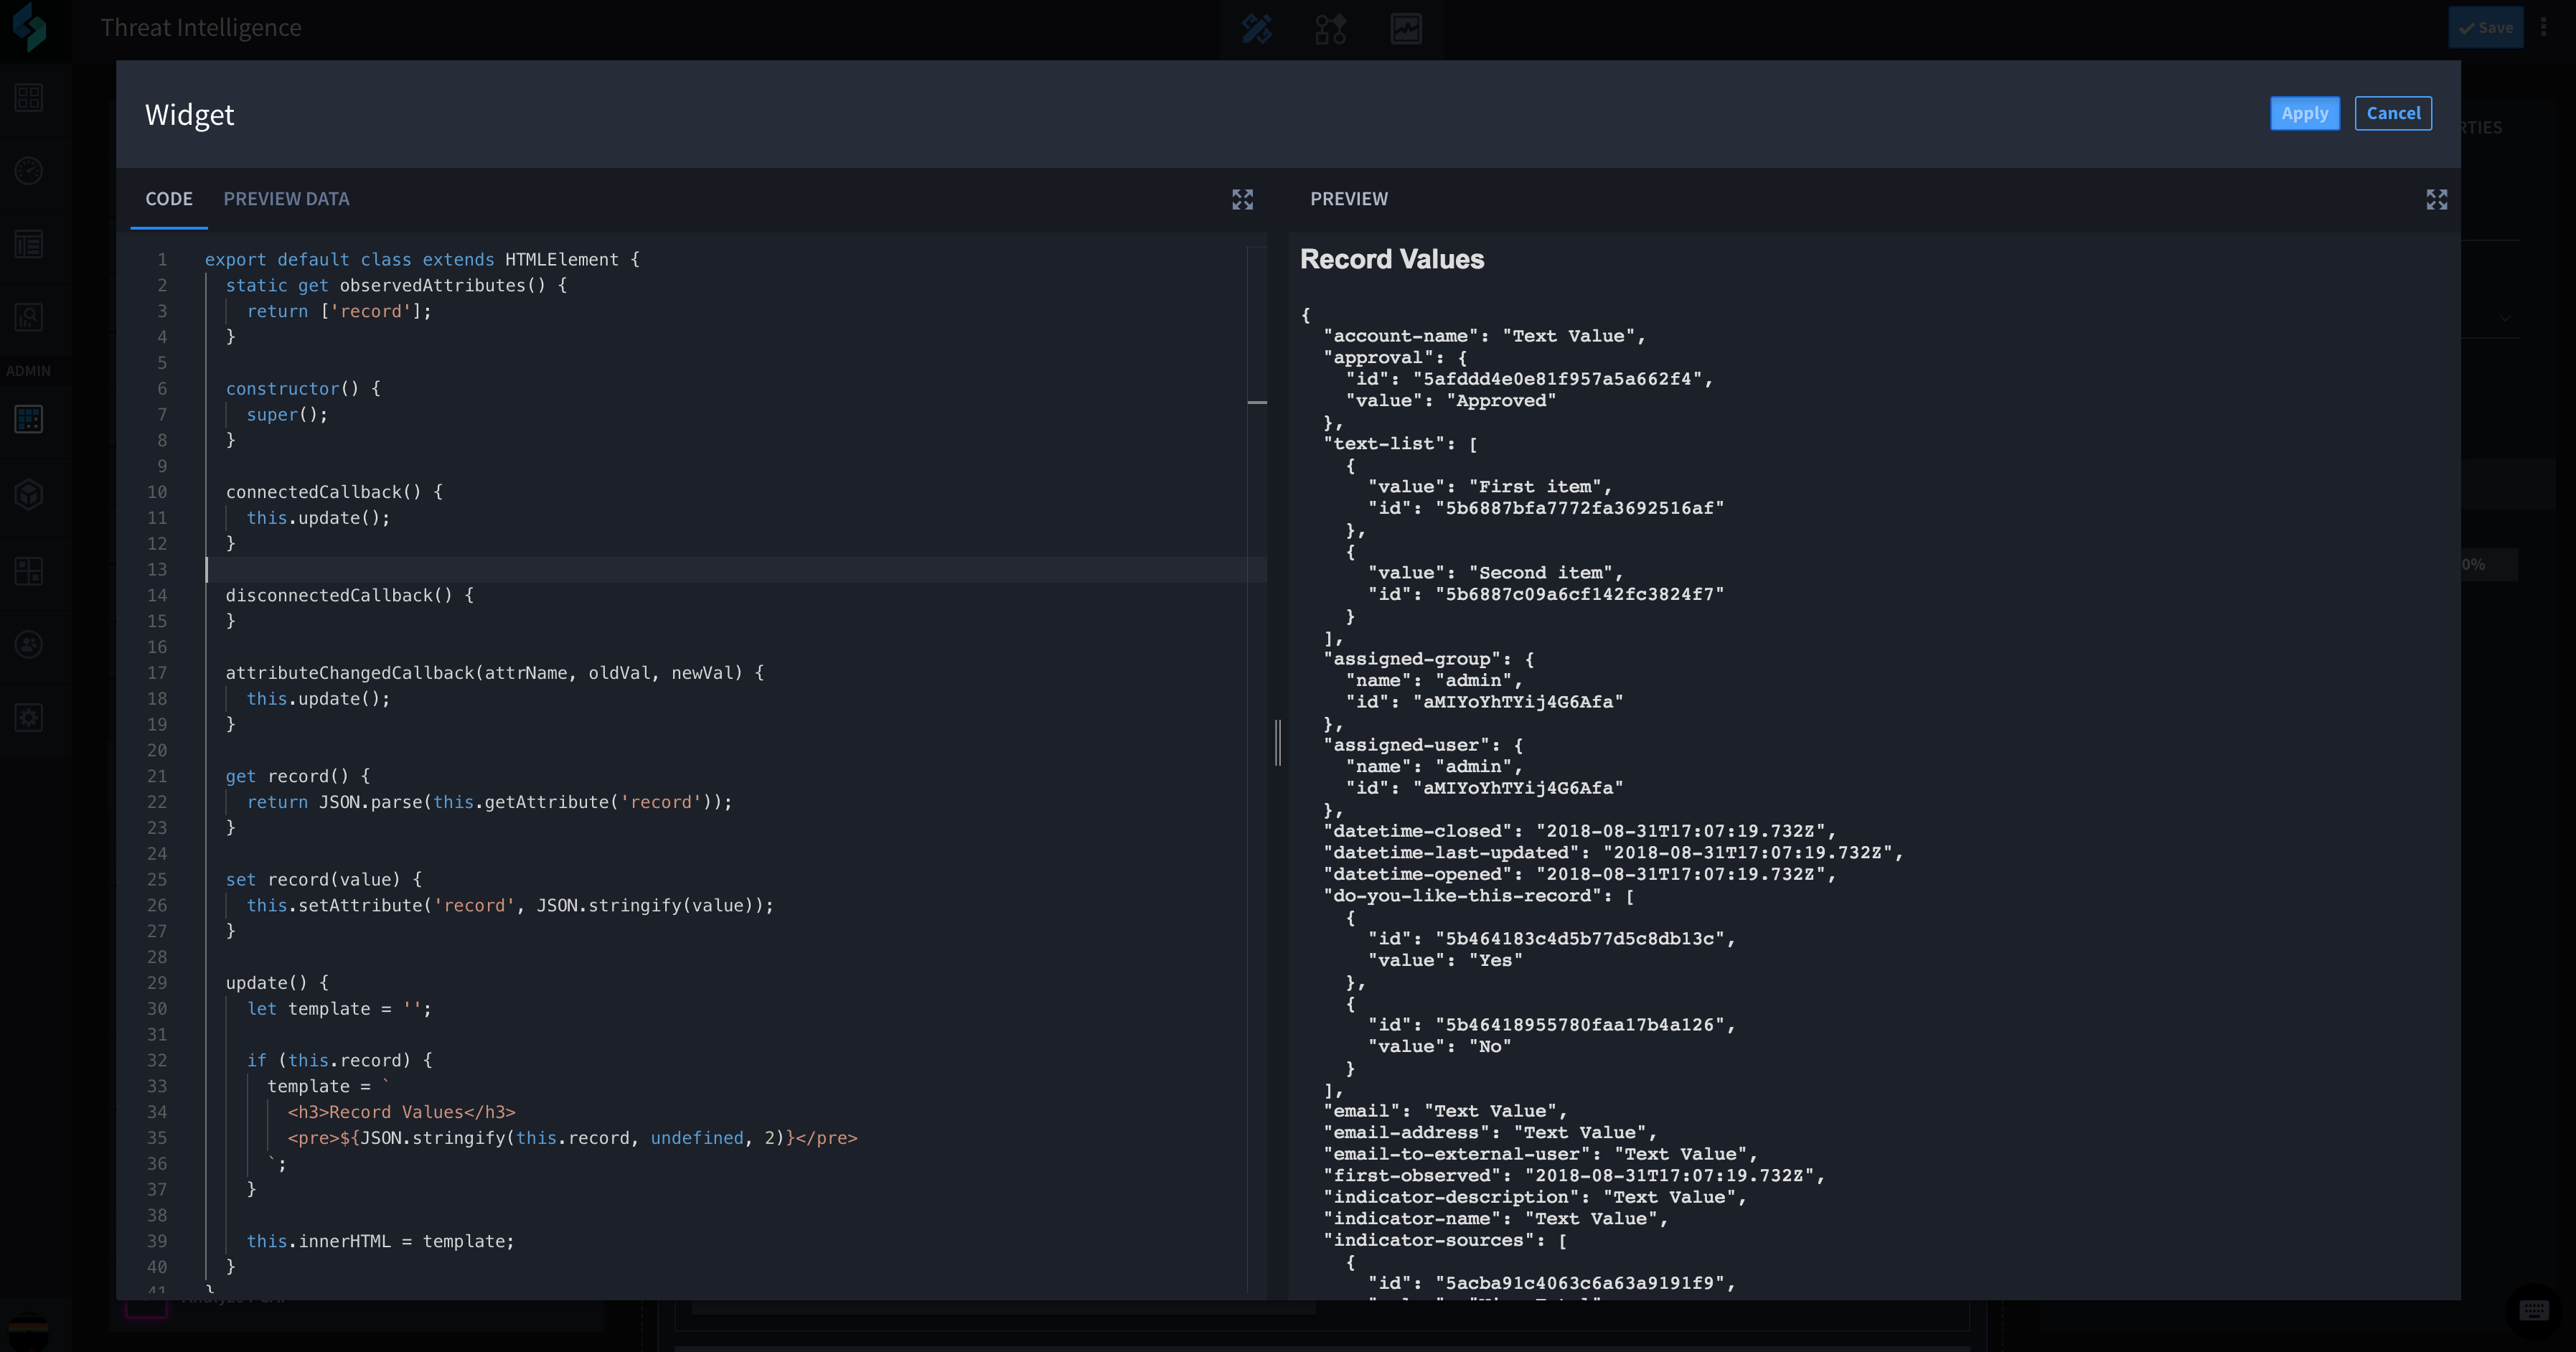 Threat Intelligence
Save
Widget
Apply
Cancel
RTIES
CODE
PREVIEW DATA
PREVIEW
ADMIN
0%
1 export default class extends HTMLElement {
2 static get observedAttributes() {
3 return ['record'];
4 }
5
6 constructor() {
7 super();
8 }
9
10 connectedCallback() {
11 this.update();
12 }
13
14 disconnectedCallback() {
15 }
16
17 attributeChangedCallback(attrName, oldVal, newVal) {
18 this.update();
19 }
20
21 get record() {
22 return JSON.parse(this.getAttribute('record'));
23 }
24
25 set record(value) {
26 this.setAttribute('record', JSON.stringify(value));
27 }
28
29 update() {
30 let template = '';
31
32 if (this.record) {
33 template = `
34 <h3>Record Values</h3>
35 <pre>${JSON.stringify(this.record, undefined, 2)}</pre>
36 `;
37 }
38
39 this.innerHTML = template;
40 }
41 }
Record Values
{
"account-name": "Text Value",
"approval": {
"id": "5afddd4e0e81f957a5a662f4",
"value": "Approved"
},
"text-list": [
{
"value": "First item",
"id": "5b6887bfa7772fa3692516af"
},
{
"value": "Second item",
"id": "5b6887c09a6cf142fc3824f7"
}
],
"assigned-group": {
"name": "admin",
"id": "aMIYoYhTYij4G6Afa"
},
"assigned-user": {
"name": "admin",
"id": "aMIYoYhTYij4G6Afa"
},
"datetime-closed": "2018-08-31T17:07:19.732Z",
"datetime-last-updated": "2018-08-31T17:07:19.732Z",
"datetime-opened": "2018-08-31T17:07:19.732Z",
"do-you-like-this-record": [
{
"id": "5b464183c4d5b77d5c8db13c",
"value": "Yes"
},
{
"id": "5b46418955780faa17b4a126",
"value": "No"
}
],
"email": "Text Value",
"email-address": "Text Value",
"email-to-external-user": "Text Value",
"first-observed": "2018-08-31T17:07:19.732Z",
"indicator-description": "Text Value",
"indicator-name": "Text Value",
"indicator-sources": [
{
"id": "5acba91c4063c6a63a9191f9",